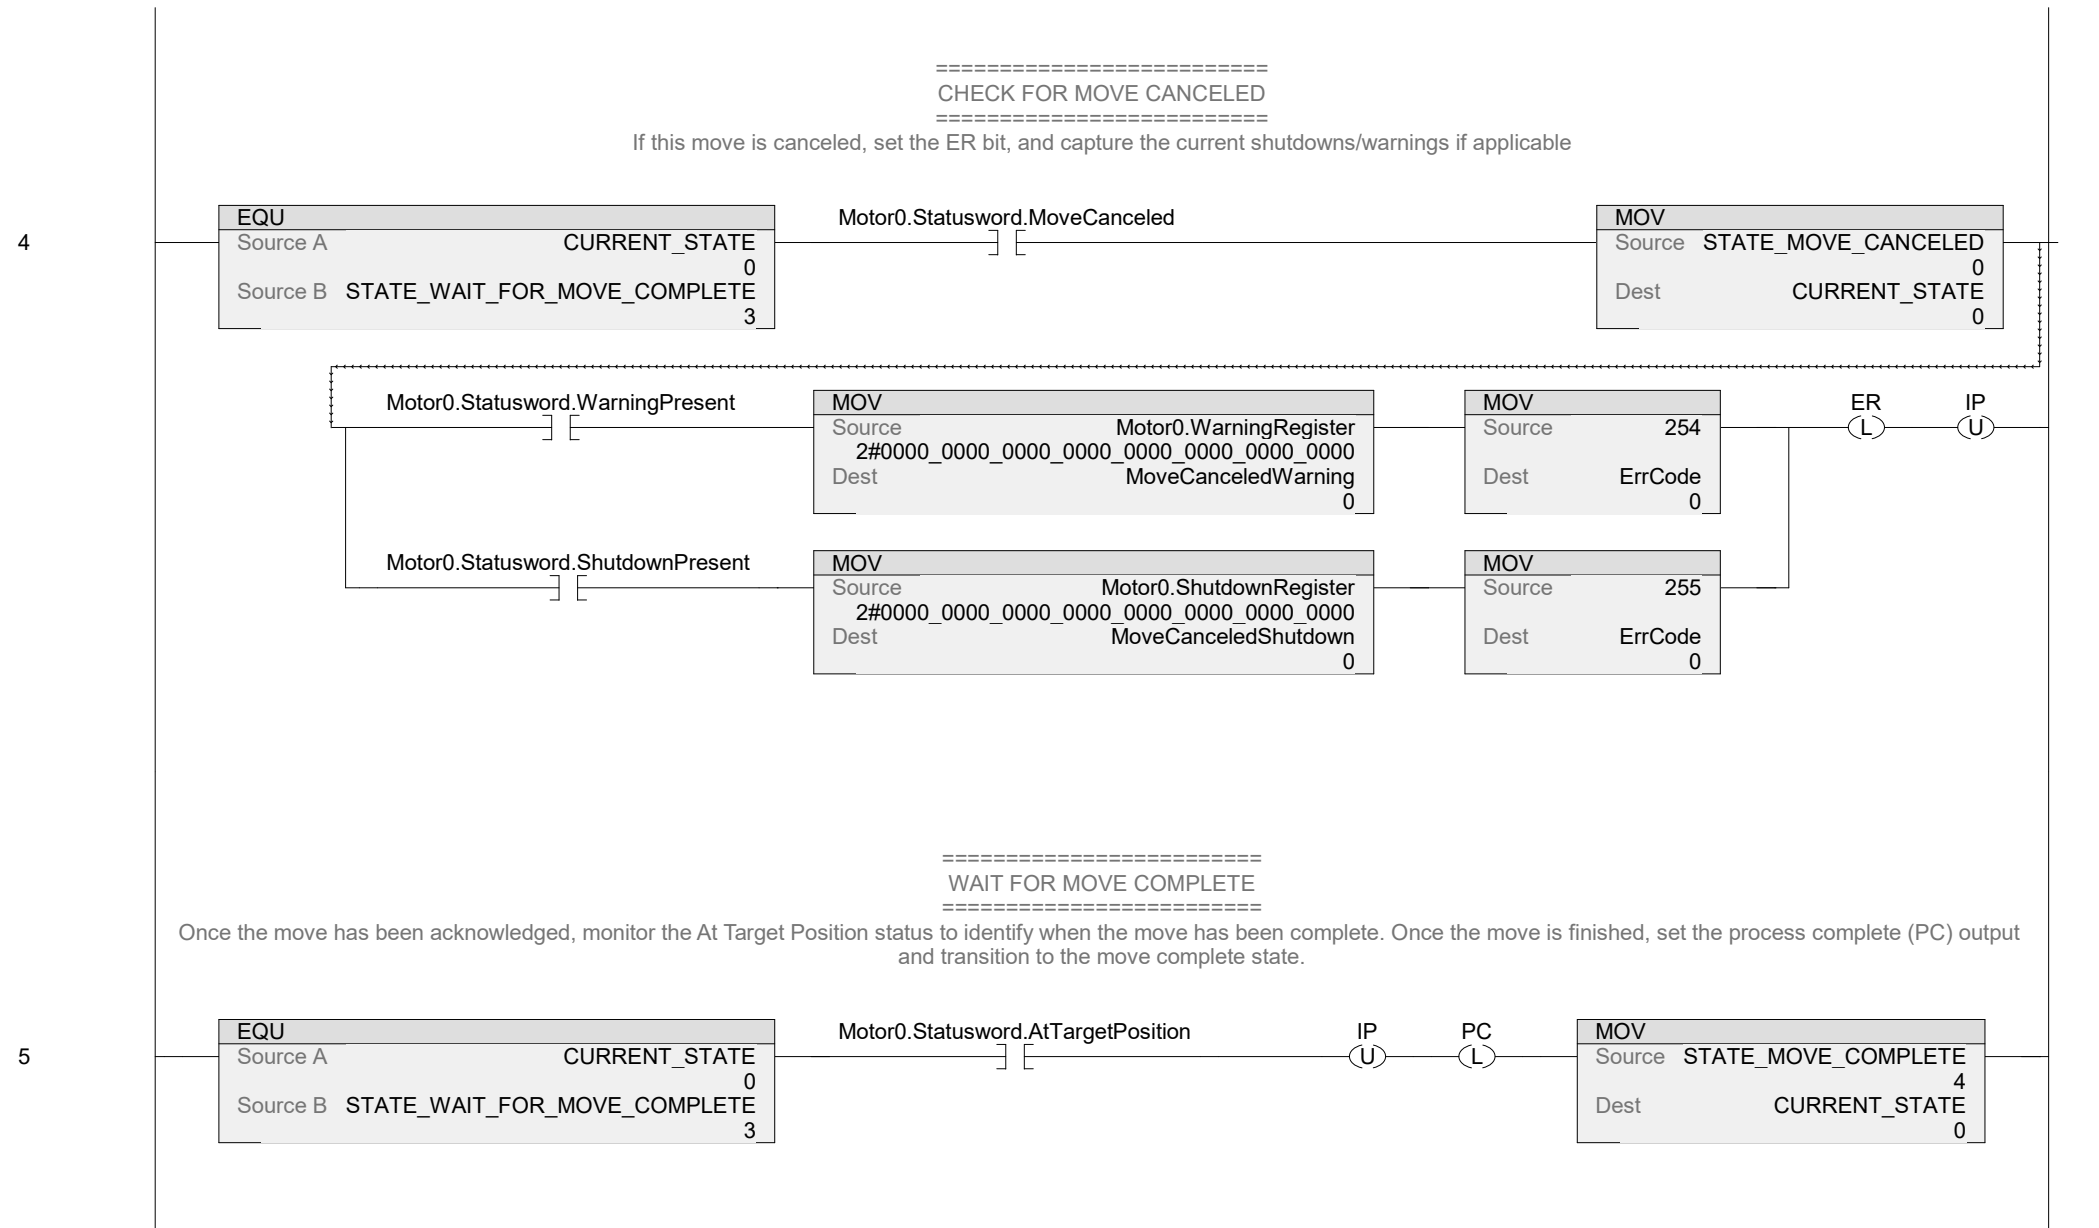 ==========================
CHECK FOR MOVE CANCELED
==========================
If this move is canceled, set the ER bit, and capture the current shutdowns/warnings if applicable
4
EQU
Source A CURRENT_STATE
0
Source B STATE_WAIT_FOR_MOVE_COMPLETE
3
Motor0.Statusword.MoveCanceled
MOV
Source STATE_MOVE_CANCELED
0
Dest CURRENT_STATE
0
Motor0.Statusword.WarningPresent
MOV
Source Motor0.WarningRegister
2#0000_0000_0000_0000_0000_0000_0000_0000
Dest MoveCanceledWarning
0
MOV
Source 254
Dest ErrCode
0
ER
L
IP
U
Motor0.Statusword.ShutdownPresent
MOV
Source Motor0.ShutdownRegister
2#0000_0000_0000_0000_0000_0000_0000_0000
Dest MoveCanceledShutdown
0
MOV
Source 255
Dest ErrCode
0
=========================
WAIT FOR MOVE COMPLETE
=========================
Once the move has been acknowledged, monitor the At Target Position status to identify when the move has been complete. Once the move is finished, set the process complete (PC) output
and transition to the move complete state.
5
EQU
Source A CURRENT_STATE
0
Source B STATE_WAIT_FOR_MOVE_COMPLETE
3
Motor0.Statusword.AtTargetPosition
IP
U
PC
L
MOV
Source STATE_MOVE_COMPLETE
4
Dest CURRENT_STATE
0